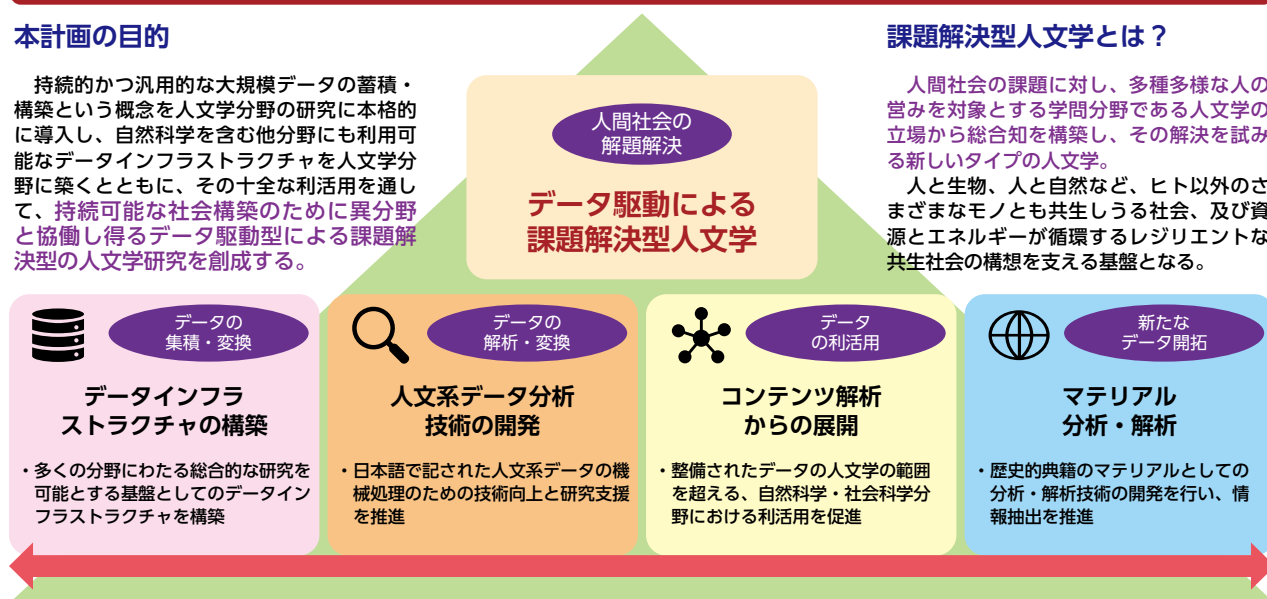 本計画の目的
持続的かつ汎用的な大規模データの蓄積・
構築という概念を人文学分野の研究に本格的
に導入し、自然科学を含む他分野にも利用可
能なデータインフラストラクチャを人文学分
野に築くとともに、その十全な利活用を通し
て、持続可能な社会構築のために異分野
と協働し得るデータ駆動型による課題解
決型の人文学研究を創成する。
人間社会の
解題解決
データ駆動による
課題解決型人文学
課題解決型人文学とは？
人間社会の課題に対し、多種多様な人の
営みを対象とする学問分野である人文学の
立場から総合知を構築し、その解決を試み
る新しいタイプの人文学。
人と生物、人と自然など、ヒト以外のさ
まざまなモノとも共生しうる社会、及び資
源とエネルギーが循環するレジリエントな
共生社会の構想を支える基盤となる。
データの
集積・変換
データインフラ
ストラクチャの構築
・多くの分野にわたる総合的な研究を
可能とする基盤としてのデータイン
フラストラクチャを構築
データの
解析・変換
人文系データ分析
技術の開発
・日本語で記された人文系データの機
械処理のための技術向上と研究支援
を推進
データ
の利活用
コンテンツ解析
からの展開
・整備されたデータの人文学の範囲
を超える、自然科学・社会科学分
野における利活用を促進
新たな
データ開拓
マテリアル
分析・解析
・歴史的典籍のマテリアルとしての
分析・解析技術の開発を行い、情
報抽出を推進